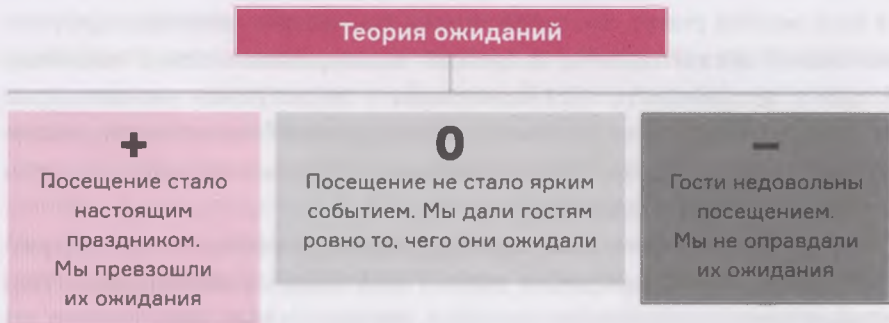 Теория ожиданий
+
Посещение стало
настоящим
праздником.
Мы превзошли
их ожидания
0
Посещение не стало ярким
событием. Мы дали гостям
ровно то, чего они ожидали
–
Гости недовольны
посещением.
Мы не оправдали
их ожидания